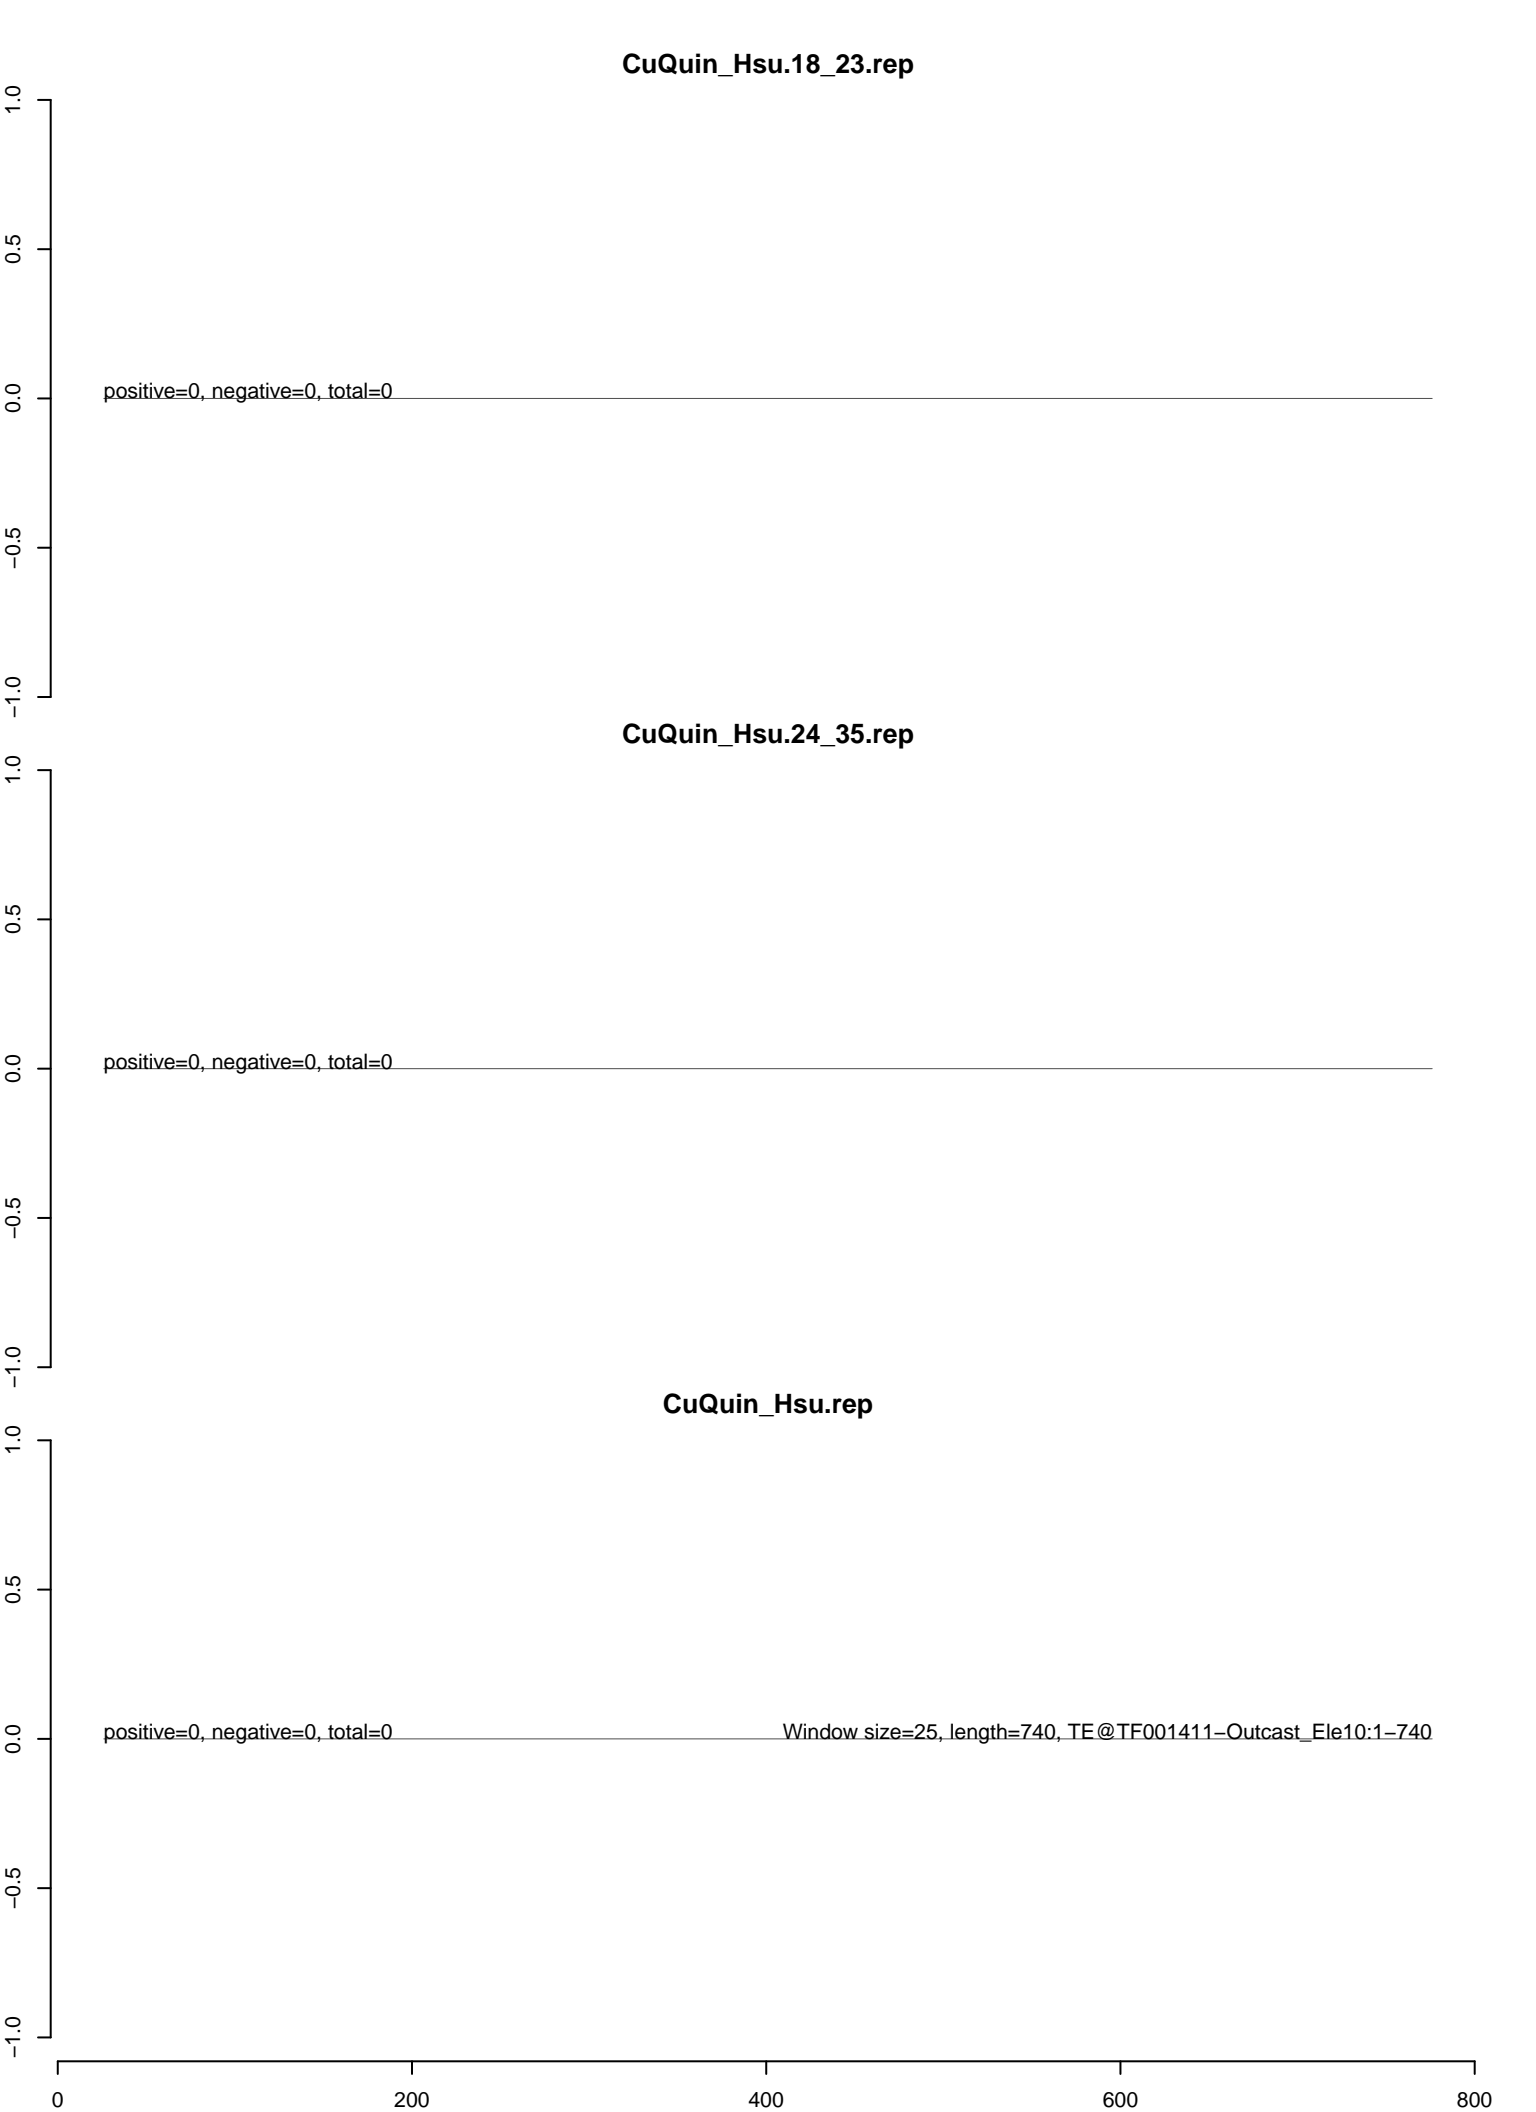 CuQuin_Hsu.18_23.rep
1.0
0.5
0.0
−0.5
−1.0
positive=0, negative=0, total=0
CuQuin_Hsu.24_35.rep
1.0
0.5
0.0
−0.5
−1.0
positive=0, negative=0, total=0
CuQuin_Hsu.rep
1.0
0.5
0.0
−0.5
−1.0
positive=0, negative=0, total=0
Window size=25, length=740, TE@TF001411−Outcast_Ele10:1−740
0 200 400 600 800